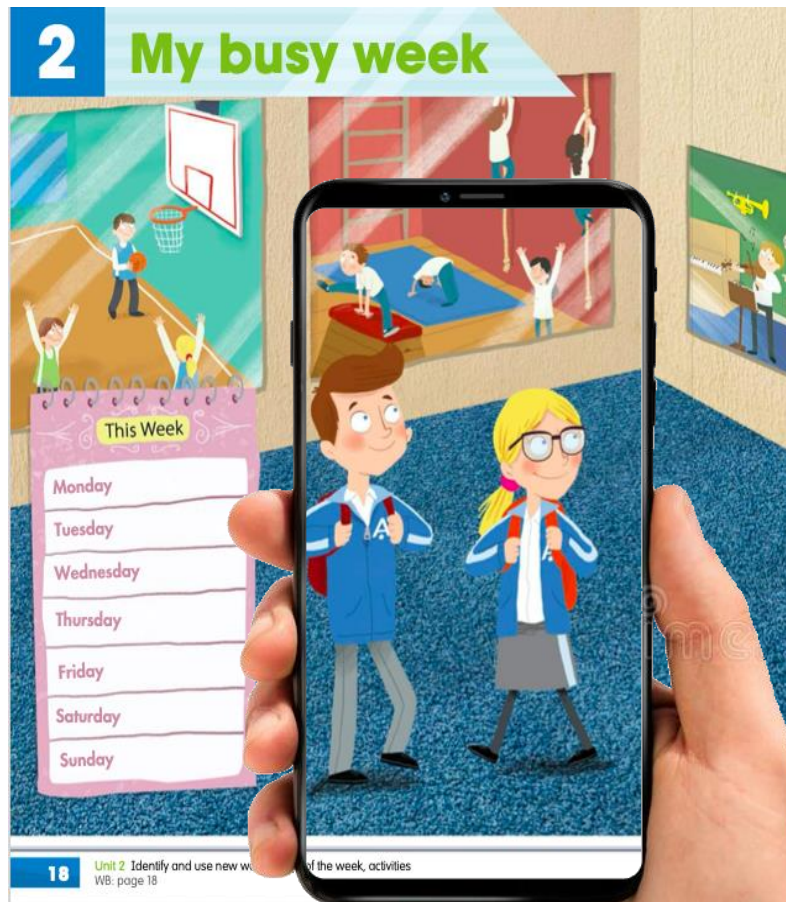 2 My busy week
This Week
Monday
Tuesday
Wednesday
Thursday
Friday
Saturday
Sunday
A
A
18 Unit 2 Identify and use new w of the week, activities
WB: page 18
ime